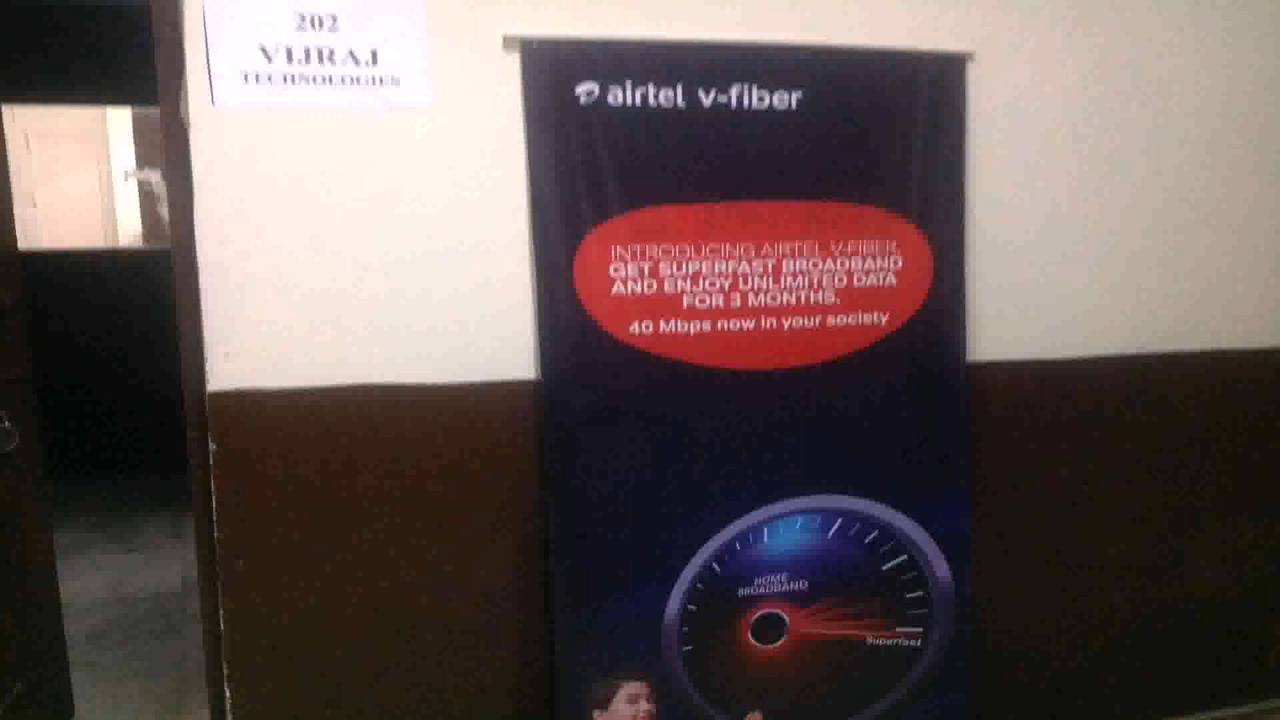 202
VIJRAJ
TECHNOLOGIES
airtel v-fiber
INTRODUCING AIRTEL V-FIBER.
GET SUPERFAST BROADBAND
AND ENJOY UNLIMITED DATA
FOR 3 MONTHS.
40 Mbps now in your society
HOME
BROADBAND
Superfast